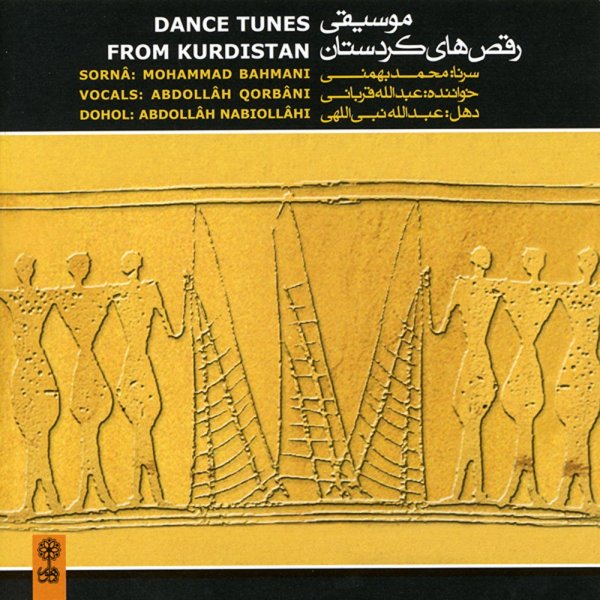 DANCE TUNES
FROM KURDISTAN
SORNÂ: MOHAMMAD BAHMANI
VOCALS: ABDOLLÂH QORBÂNI
DOHOL: ABDOLLÂH NABIOLLÂHI
موسیقی
رقص‌های کردستان
سرنا: محمد بهمنی
خواننده: عبدالله قربانی
دهل: عبدالله نبی‌اللهی